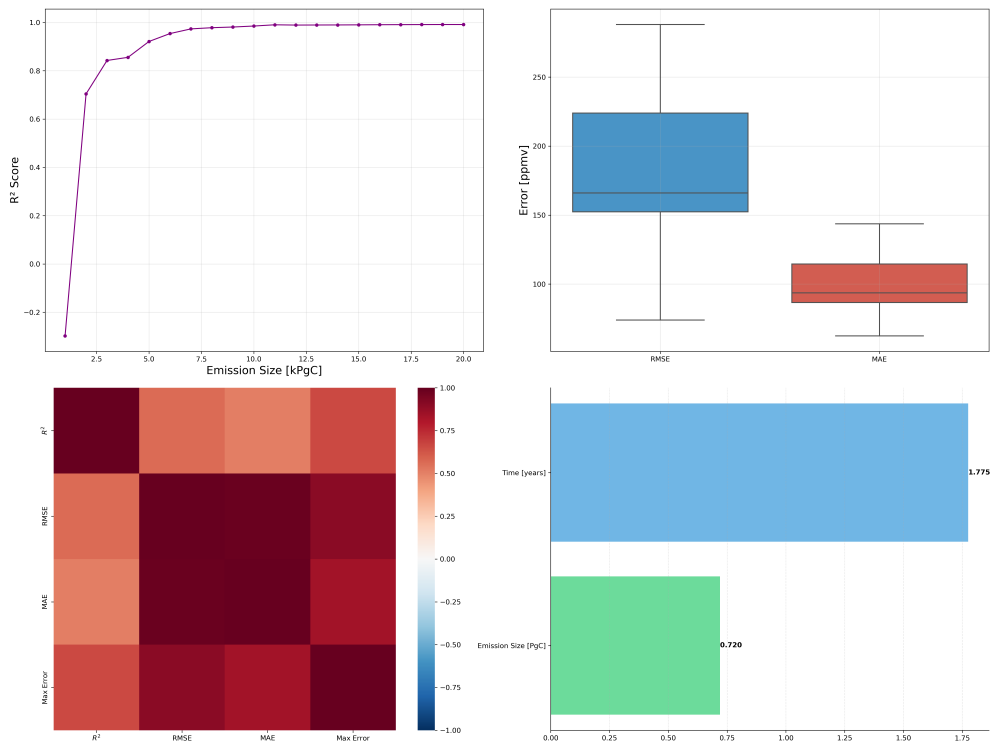 1.0
0.8
0.6
0.4
0.2
0.0
−0.2
R² Score
2.5 5.0 7.5 10.0 12.5 15.0 17.5 20.0
Emission Size [kPgC]
250
200
150
100
Error [ppmv]
RMSE MAE
R²
RMSE
MAE
Max Error
R² RMSE MAE Max Error
1.00
0.75
0.50
0.25
0.00
−0.25
−0.50
−0.75
−1.00
Time [years]
1.775
Emission Size [PgC]
0.720
0.00 0.25 0.50 0.75 1.00 1.25 1.50 1.75